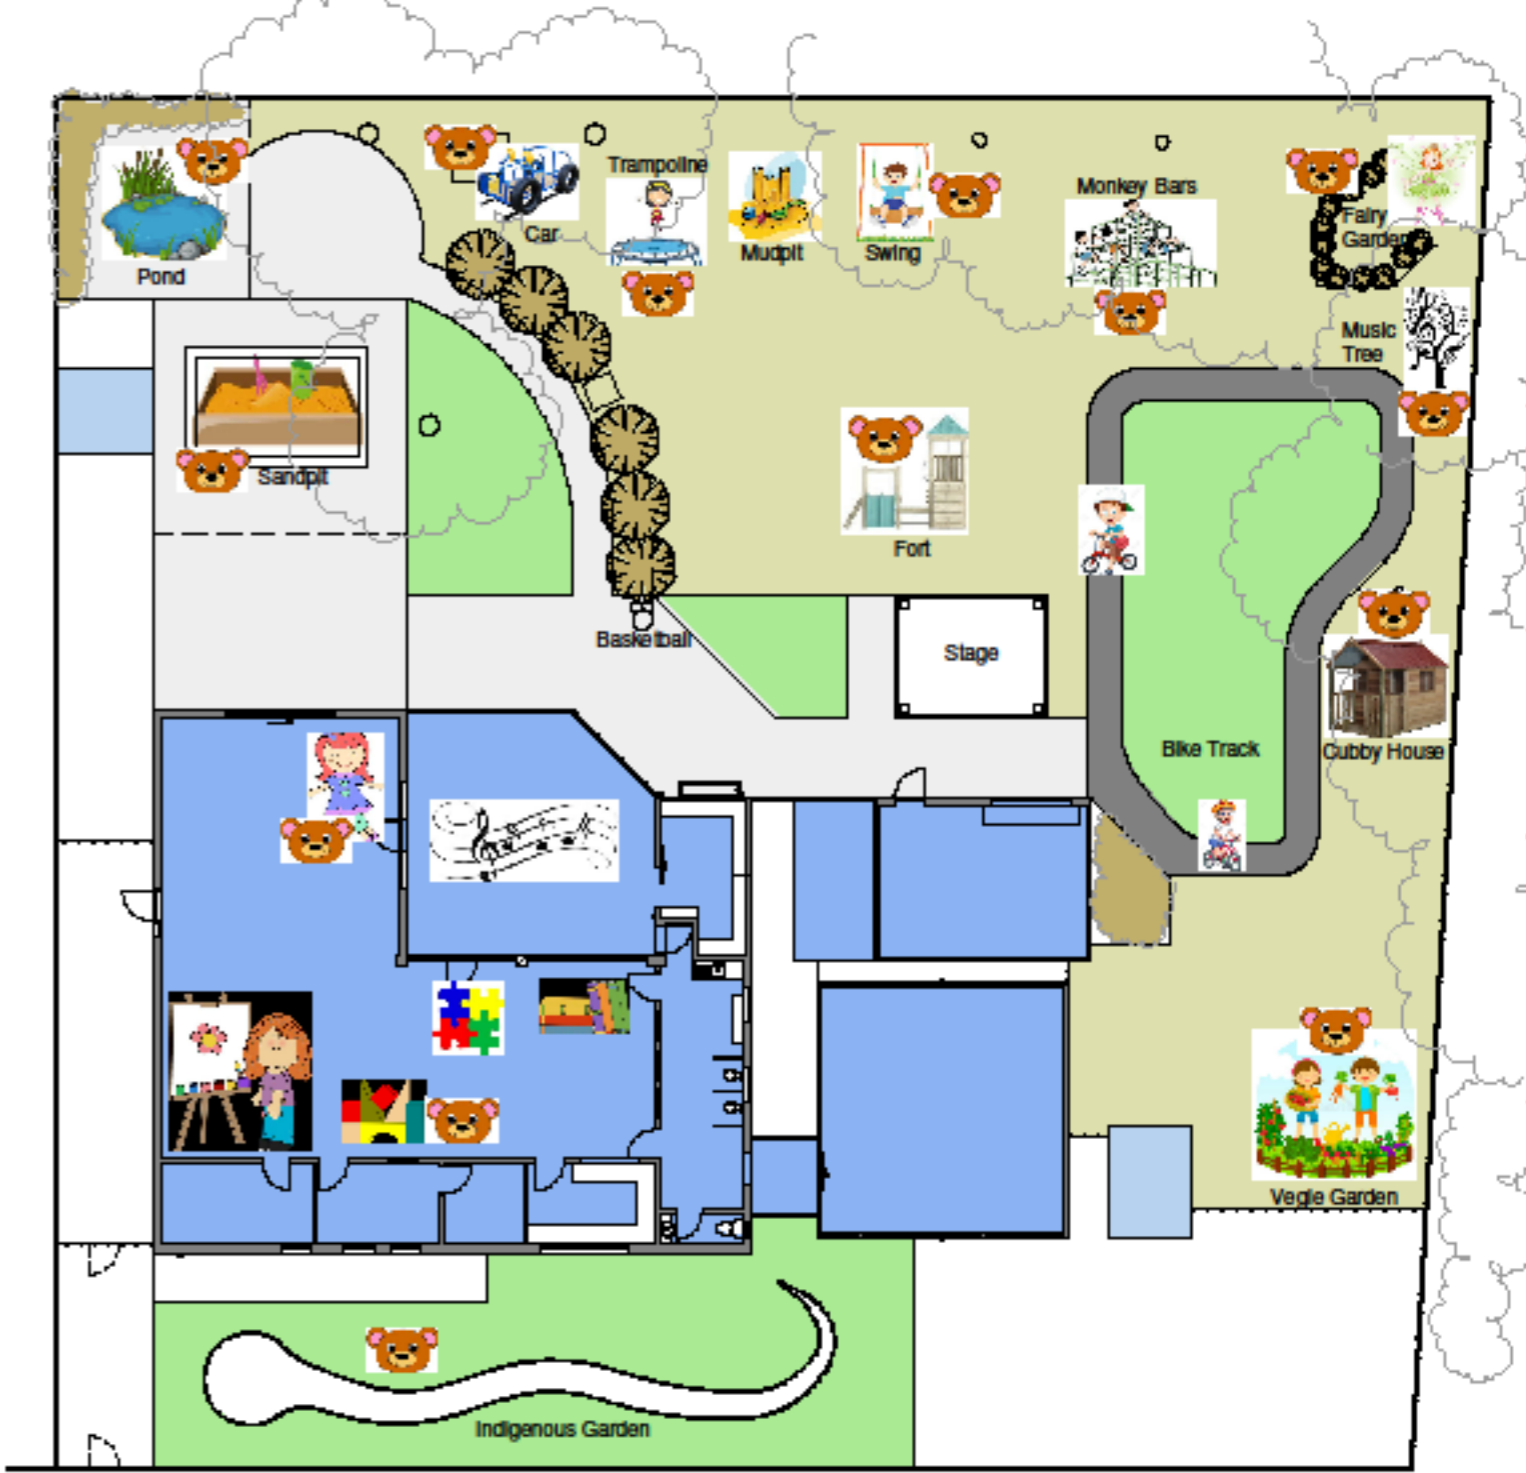 Trampoline
Monkey Bars
Fairy
Garden
Car
Mudpit
Swing
Pond
Music
Tree
Sandpit
Fort
Basketball
Stage
Bike Track
Cubby House
Vegie Garden
Indigenous Garden